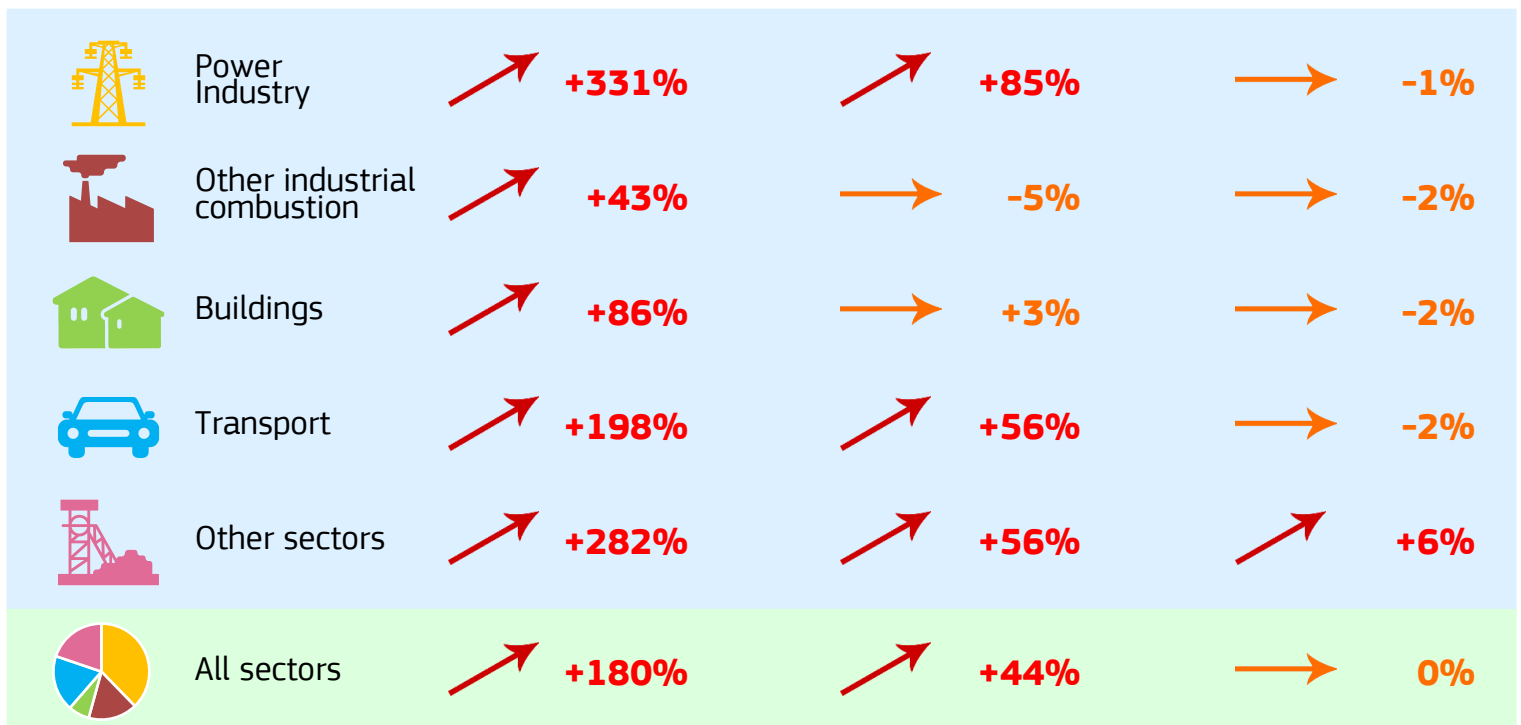 Power
Industry
+331%
+85%
-1%
Other industrial
combustion
+43%
-5%
-2%
Buildings
+86%
+3%
-2%
Transport
+198%
+56%
-2%
Other sectors
+282%
+56%
+6%
All sectors
+180%
+44%
0%